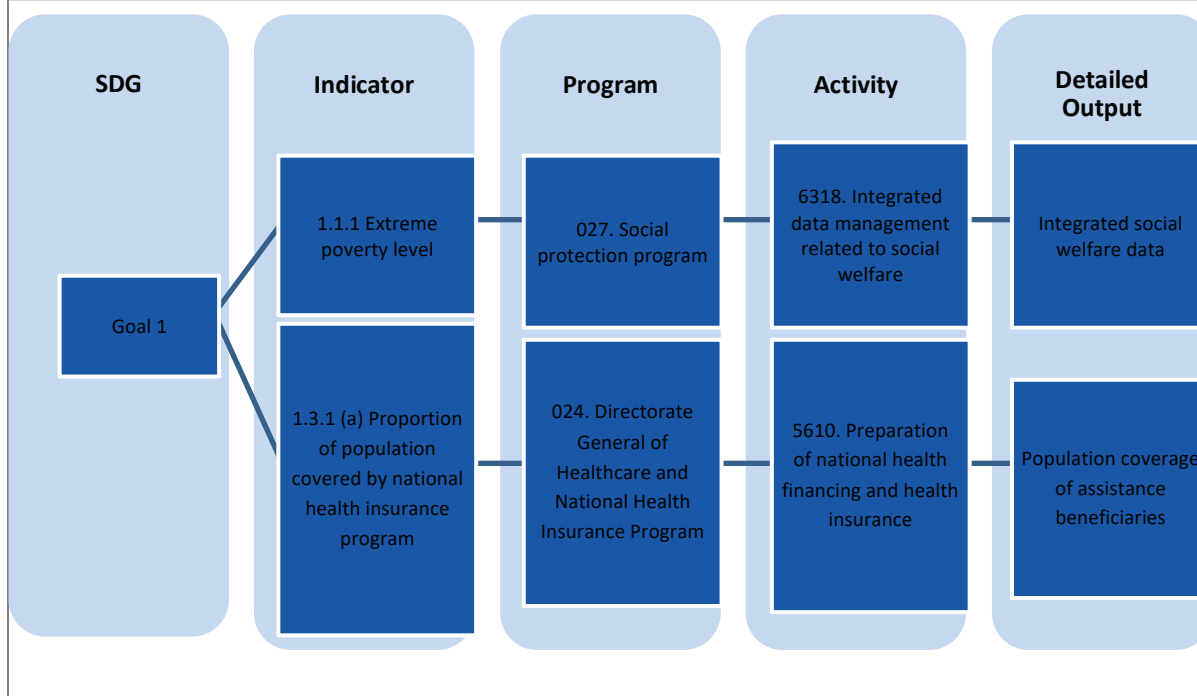 SDG
Indicator
Program
Activity
Detailed
Output
Goal 1
1.1.1 Extreme
poverty level
027. Social
protection program
6318. Integrated
data management
related to social
welfare
Integrated social
welfare data
1.3.1 (a) Proportion
of population
covered by national
health insurance
program
024. Directorate
General of
Healthcare and
National Health
Insurance Program
5610. Preparation
of national health
financing and health
insurance
Population coverage
of assistance
beneficiaries